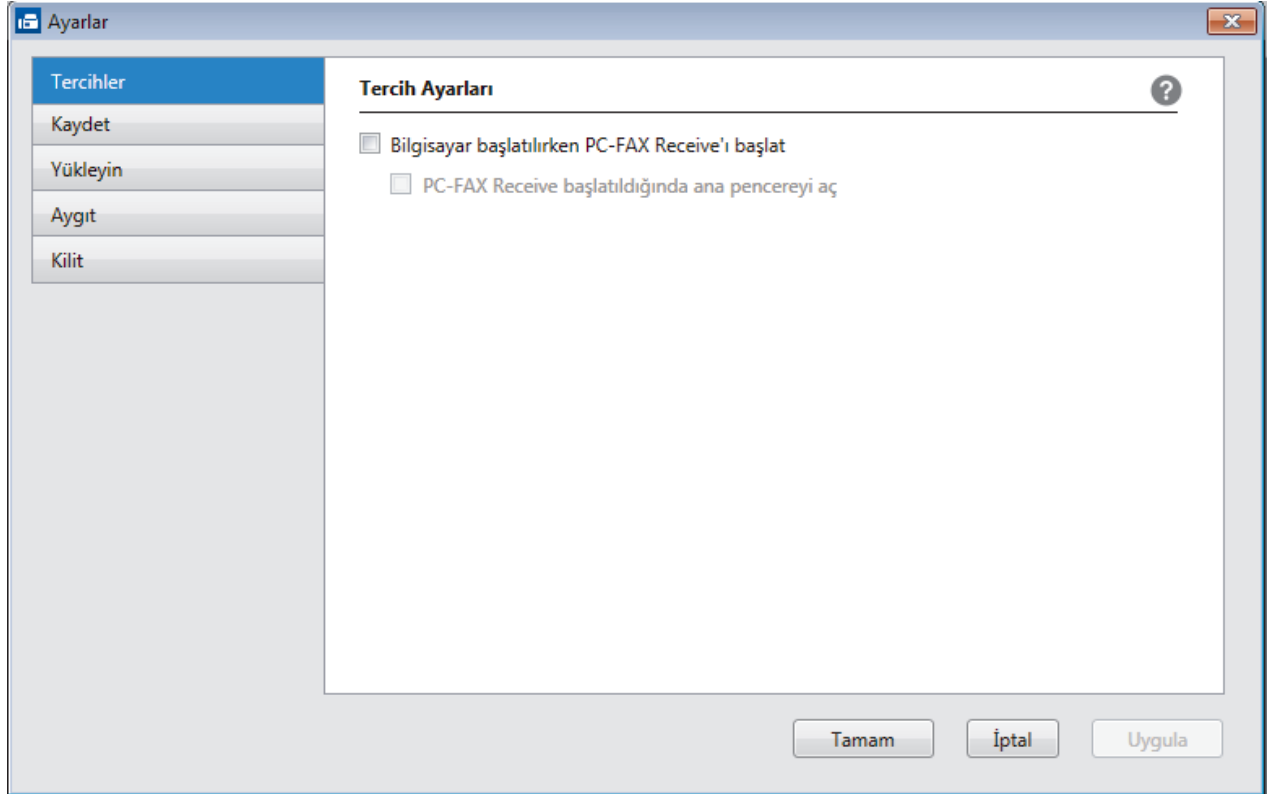 Ayarlar
Tercihler
Kaydet
Yükleyin
Aygıt
Kilit
Tercih Ayarları
?
Bilgisayar başlatılırken PC-FAX Receive'ı başlat
PC-FAX Receive başlatıldığında ana pencereyi aç
Tamam
İptal
Uygula